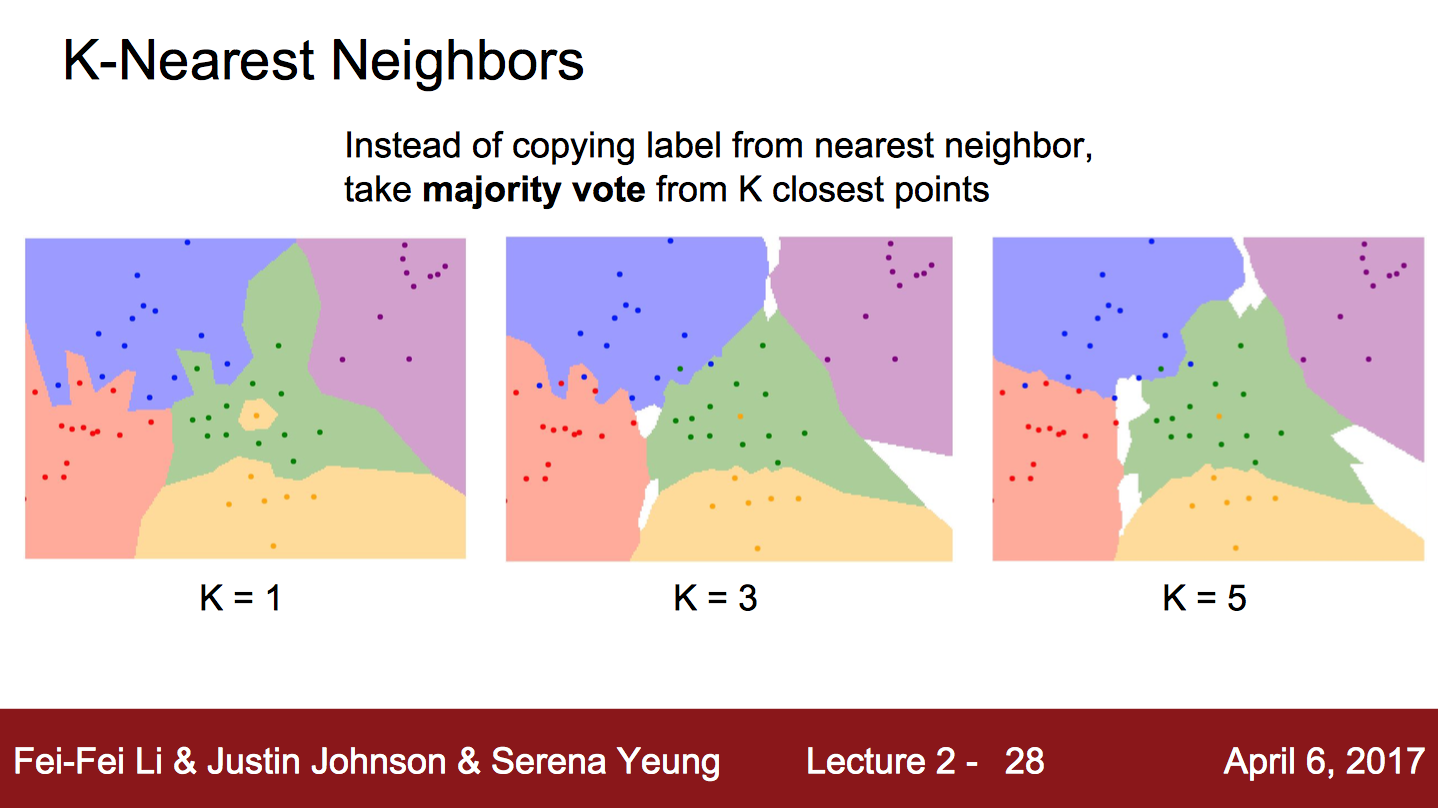 K-Nearest Neighbors
Instead of copying label from nearest neighbor,
take majority vote from K closest points
K = 1
K = 3
K = 5
Fei-Fei Li & Justin Johnson & Serena Yeung
Lecture 2 - 28
April 6, 2017